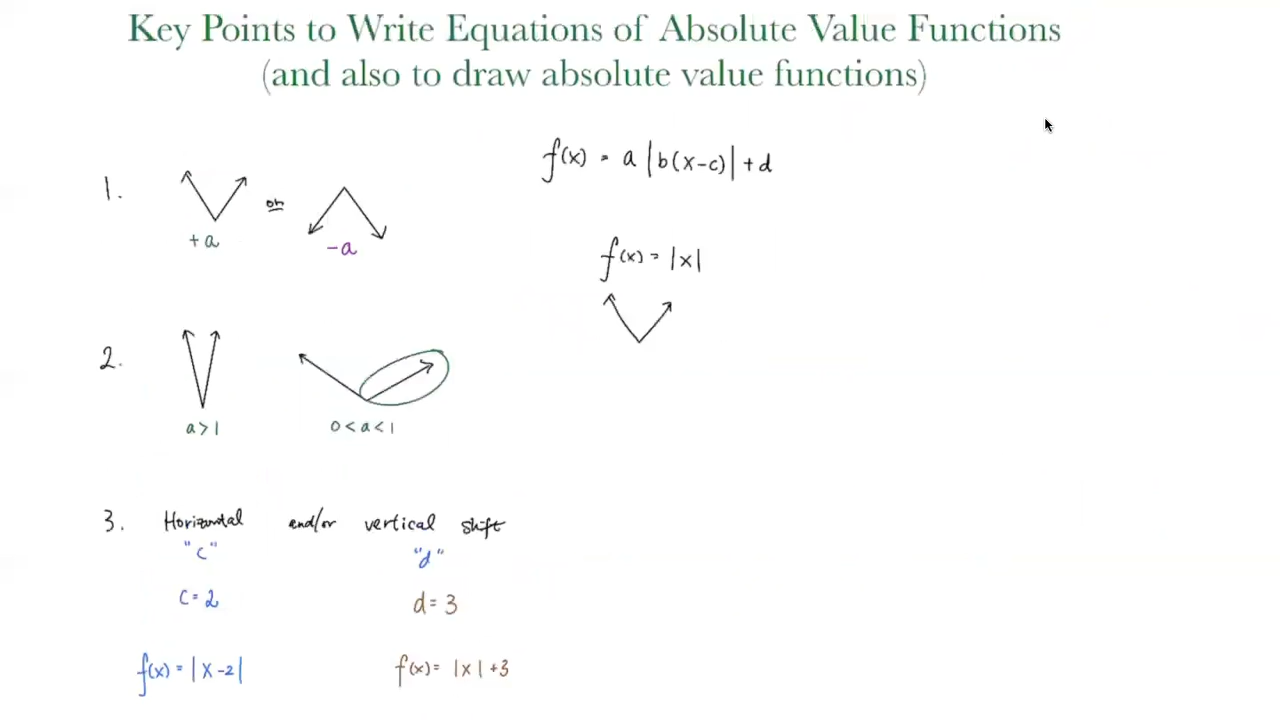 Key Points to Write Equations of Absolute Value Functions
(and also to draw absolute value functions)
f(x) = a |b(x-c)| + d
1.
or
+a
-a
f(x) = |x|
2.
a > 1
0 < a < 1
3. Horizontal and/or vertical shift
"c" "d"
c = 2 d = 3
f(x) = |x-2| f(x) = |x| + 3